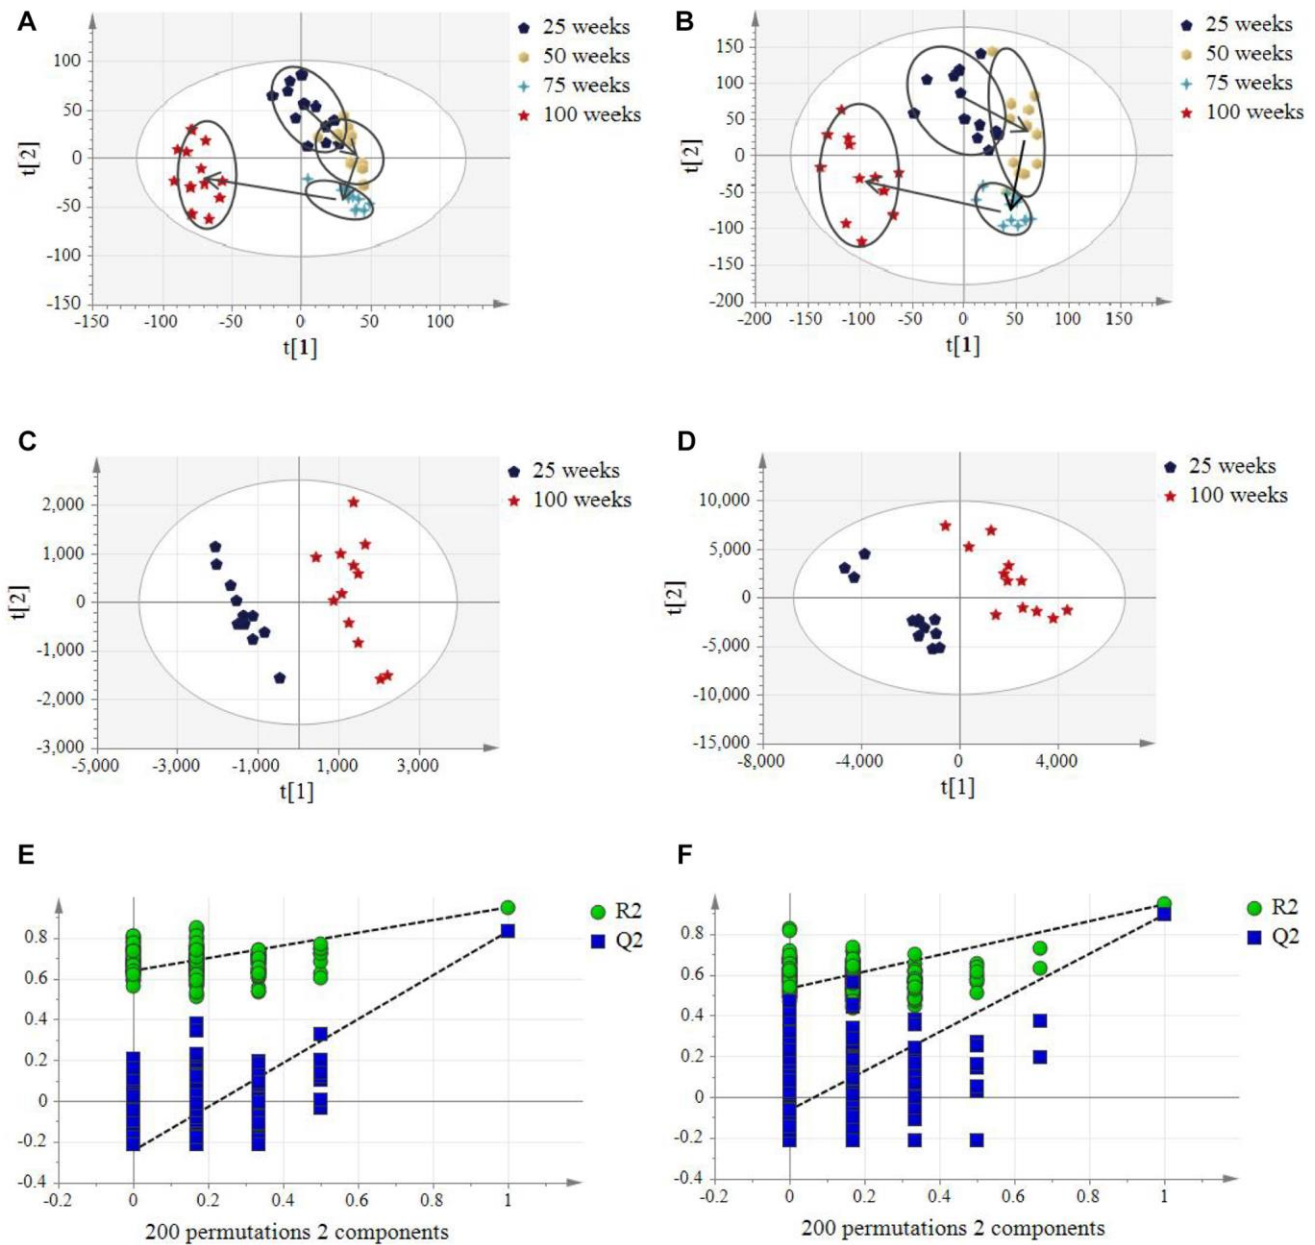 A
25 weeks
50 weeks
75 weeks
100 weeks
100
50
0
-50
-100
-150
t[2]
-150 -100 -50 0 50 100
t[1]
B
25 weeks
50 weeks
75 weeks
100 weeks
150
100
50
0
-50
-100
-150
-200
t[2]
-200 -150 -100 -50 0 50 100 150
t[1]
C
25 weeks
100 weeks
2,000
1,000
0
-1,000
-2,000
-3,000
t[2]
-5,000 -3,000 -1,000 1,000 3,000
t[1]
D
25 weeks
100 weeks
10,000
5,000
0
-5,000
-10,000
-15,000
t[2]
-8,000 -4,000 0 4,000
t[1]
E
R2
Q2
0.8
0.6
0.4
0.2
0
-0.2
-0.4
-0.2 0 0.2 0.4 0.6 0.8 1
200 permutations 2 components
F
R2
Q2
0.8
0.6
0.4
0.2
0
-0.2
-0.4
-0.2 0 0.2 0.4 0.6 0.8 1
200 permutations 2 components